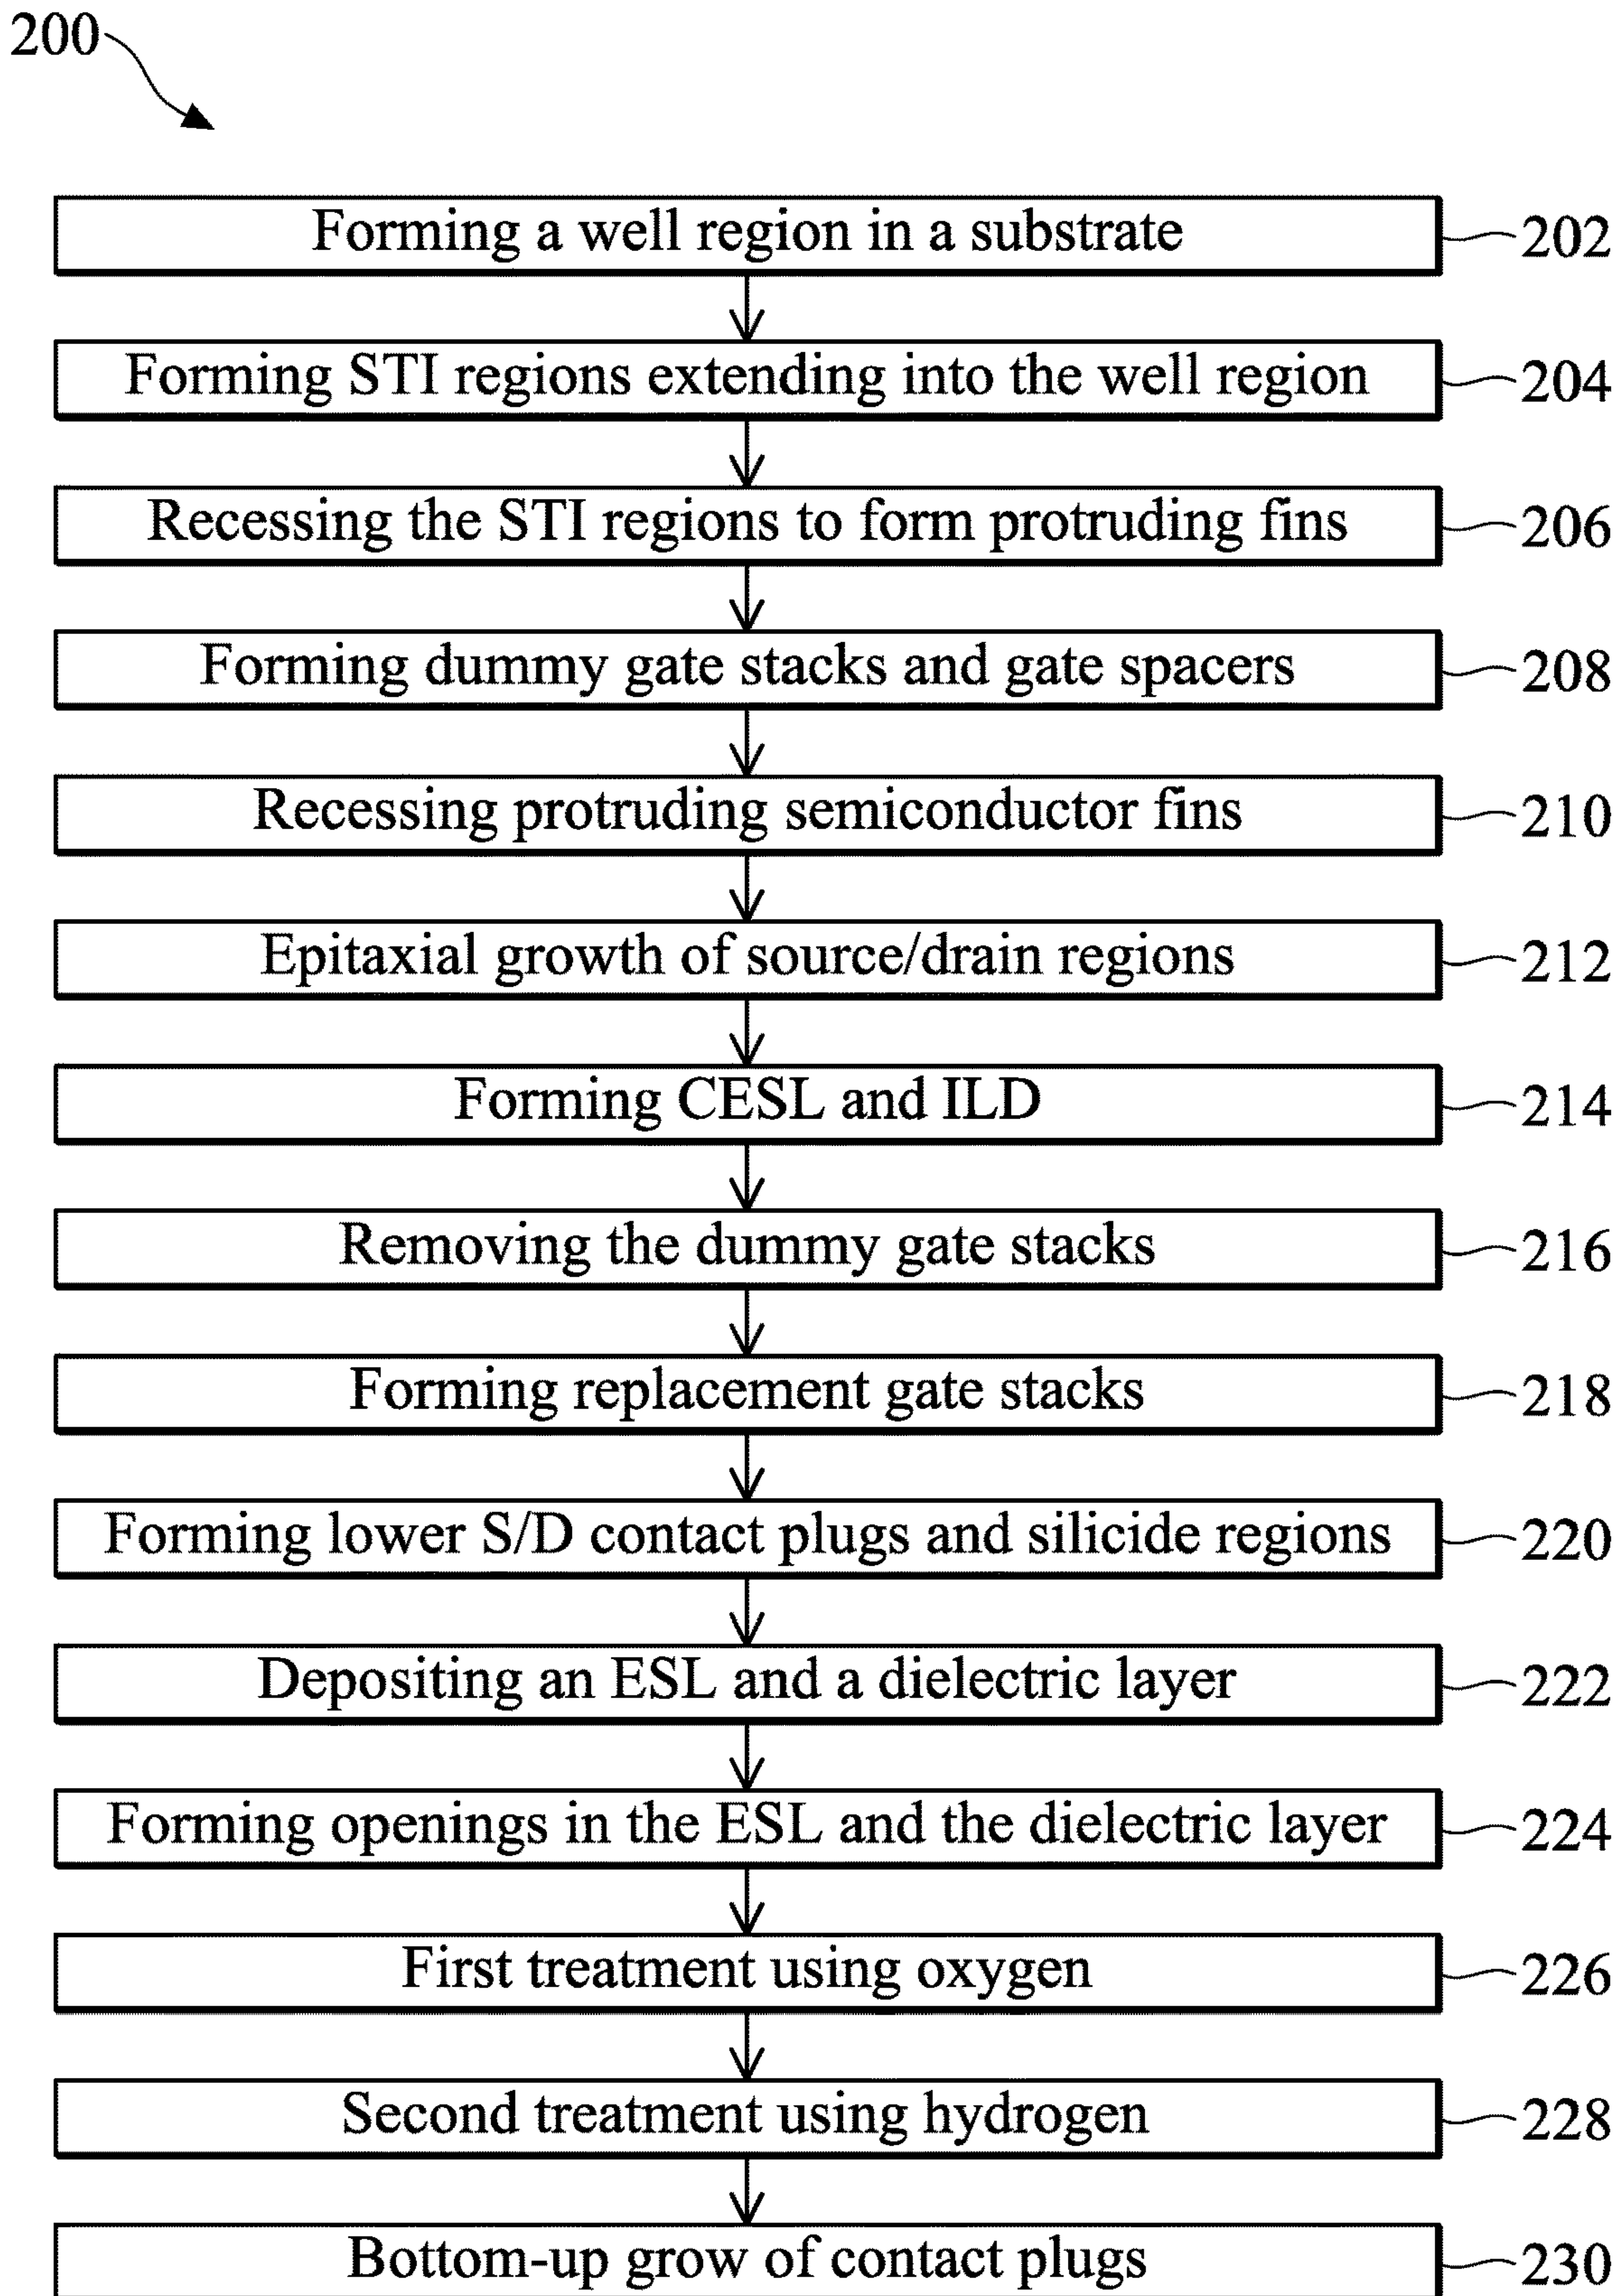 200
Forming a well region in a substrate 202
Forming STI regions extending into the well region 204
Recessing the STI regions to form protruding fins 206
Forming dummy gate stacks and gate spacers 208
Recessing protruding semiconductor fins 210
Epitaxial growth of source/drain regions 212
Forming CESL and ILD 214
Removing the dummy gate stacks 216
Forming replacement gate stacks 218
Forming lower S/D contact plugs and silicide regions 220
Depositing an ESL and a dielectric layer 222
Forming openings in the ESL and the dielectric layer 224
First treatment using oxygen 226
Second treatment using hydrogen 228
Bottom-up grow of contact plugs 230